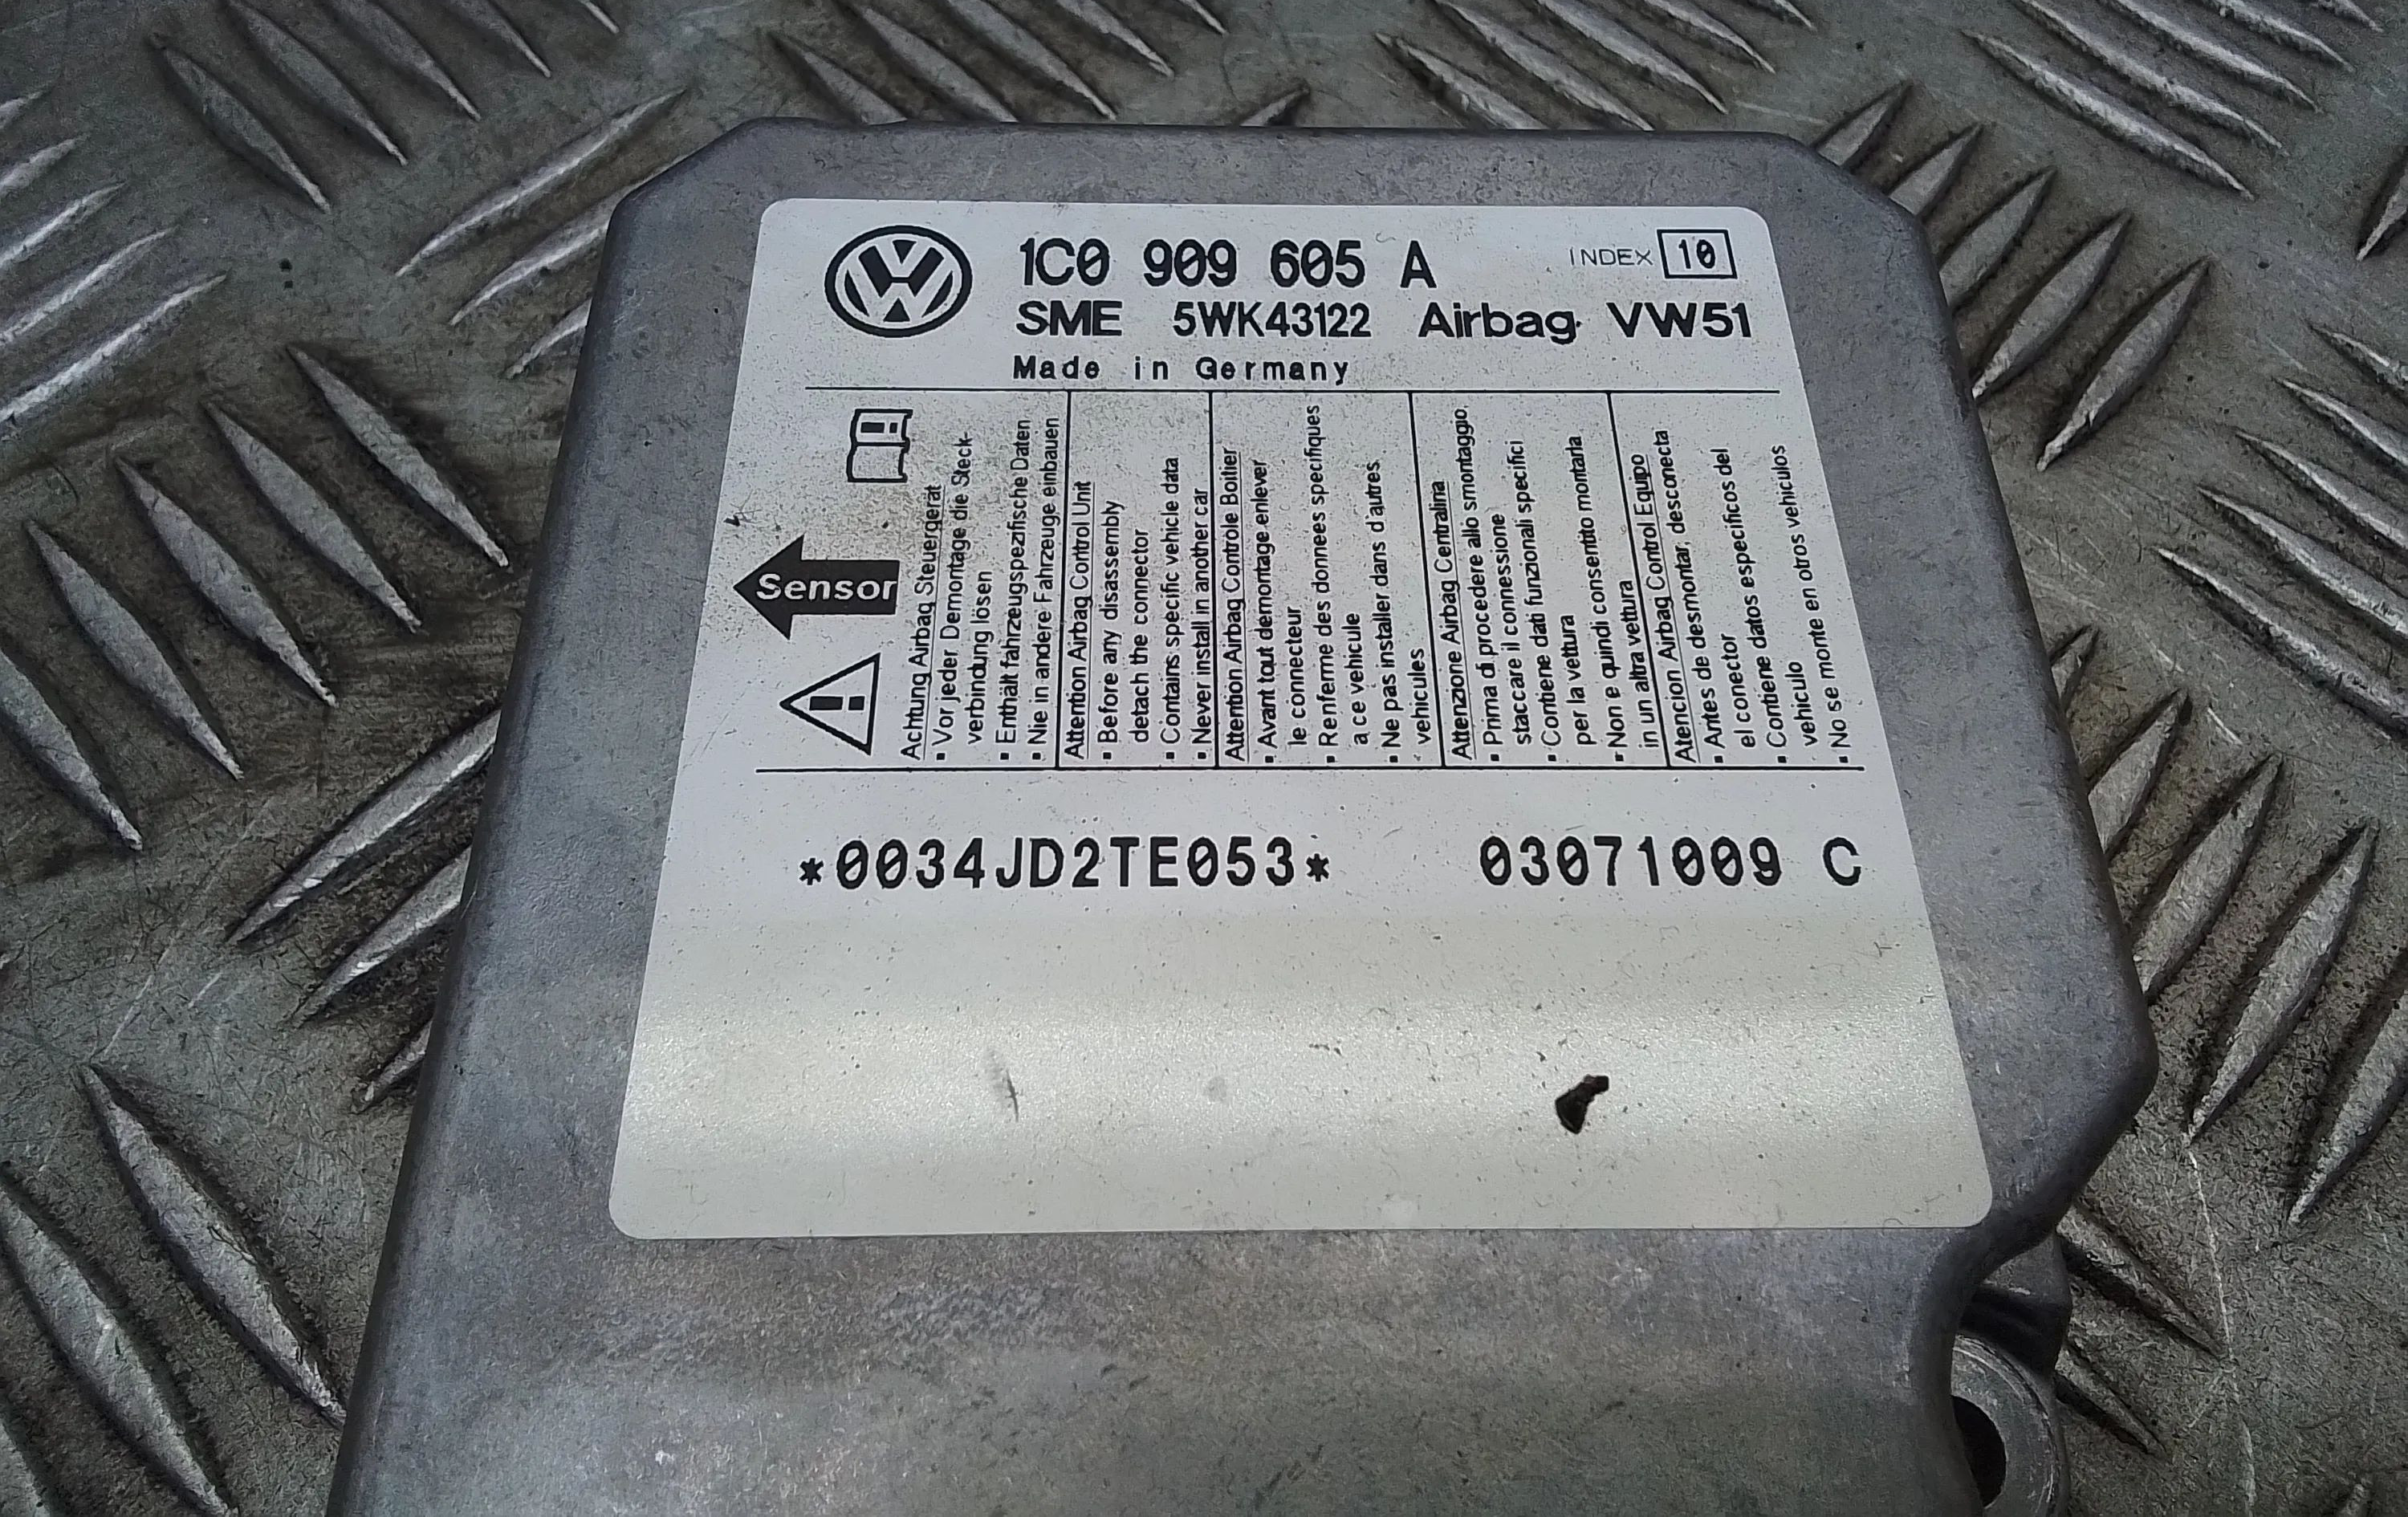 1C0 909 605 A
INDEX 10
SME 5WK43122 Airbag VW51
Made in Germany
Sensor
Achtung Airbag Steuergerät
▪ Vor jeder Demontage die Steck-
verbindung lösen
▪ Enthält fahrzeugspezifische Daten
▪ Nie in andere Fahrzeuge einbauen
Attention Airbag Control Unit
▪ Before any disassembly
detach the connector
▪ Contains specific vehicle data
▪ Never install in another car
Attention Airbag Controle Boitier
▪ Avant tout demontage enlever
le connecteur
▪ Renferme des donnees specifiques
a ce vehicule
▪ Ne pas installer dans d'autres
vehicules
Attenzione Airbag Centralina
▪ Prima di procedere allo smontaggio,
staccare il connessione
▪ Contiene dati funzionali specifici
per la vettura
▪ Non e quindi consentito montarla
in un altra vettura
Atencion Airbag Control Equipo
▪ Antes de desmontar, desconecta
el conector
▪ Contiene datos especificos del
vehiculo
▪ No se monte en otros vehiculos
*0034JD2TE053* 03071009 C